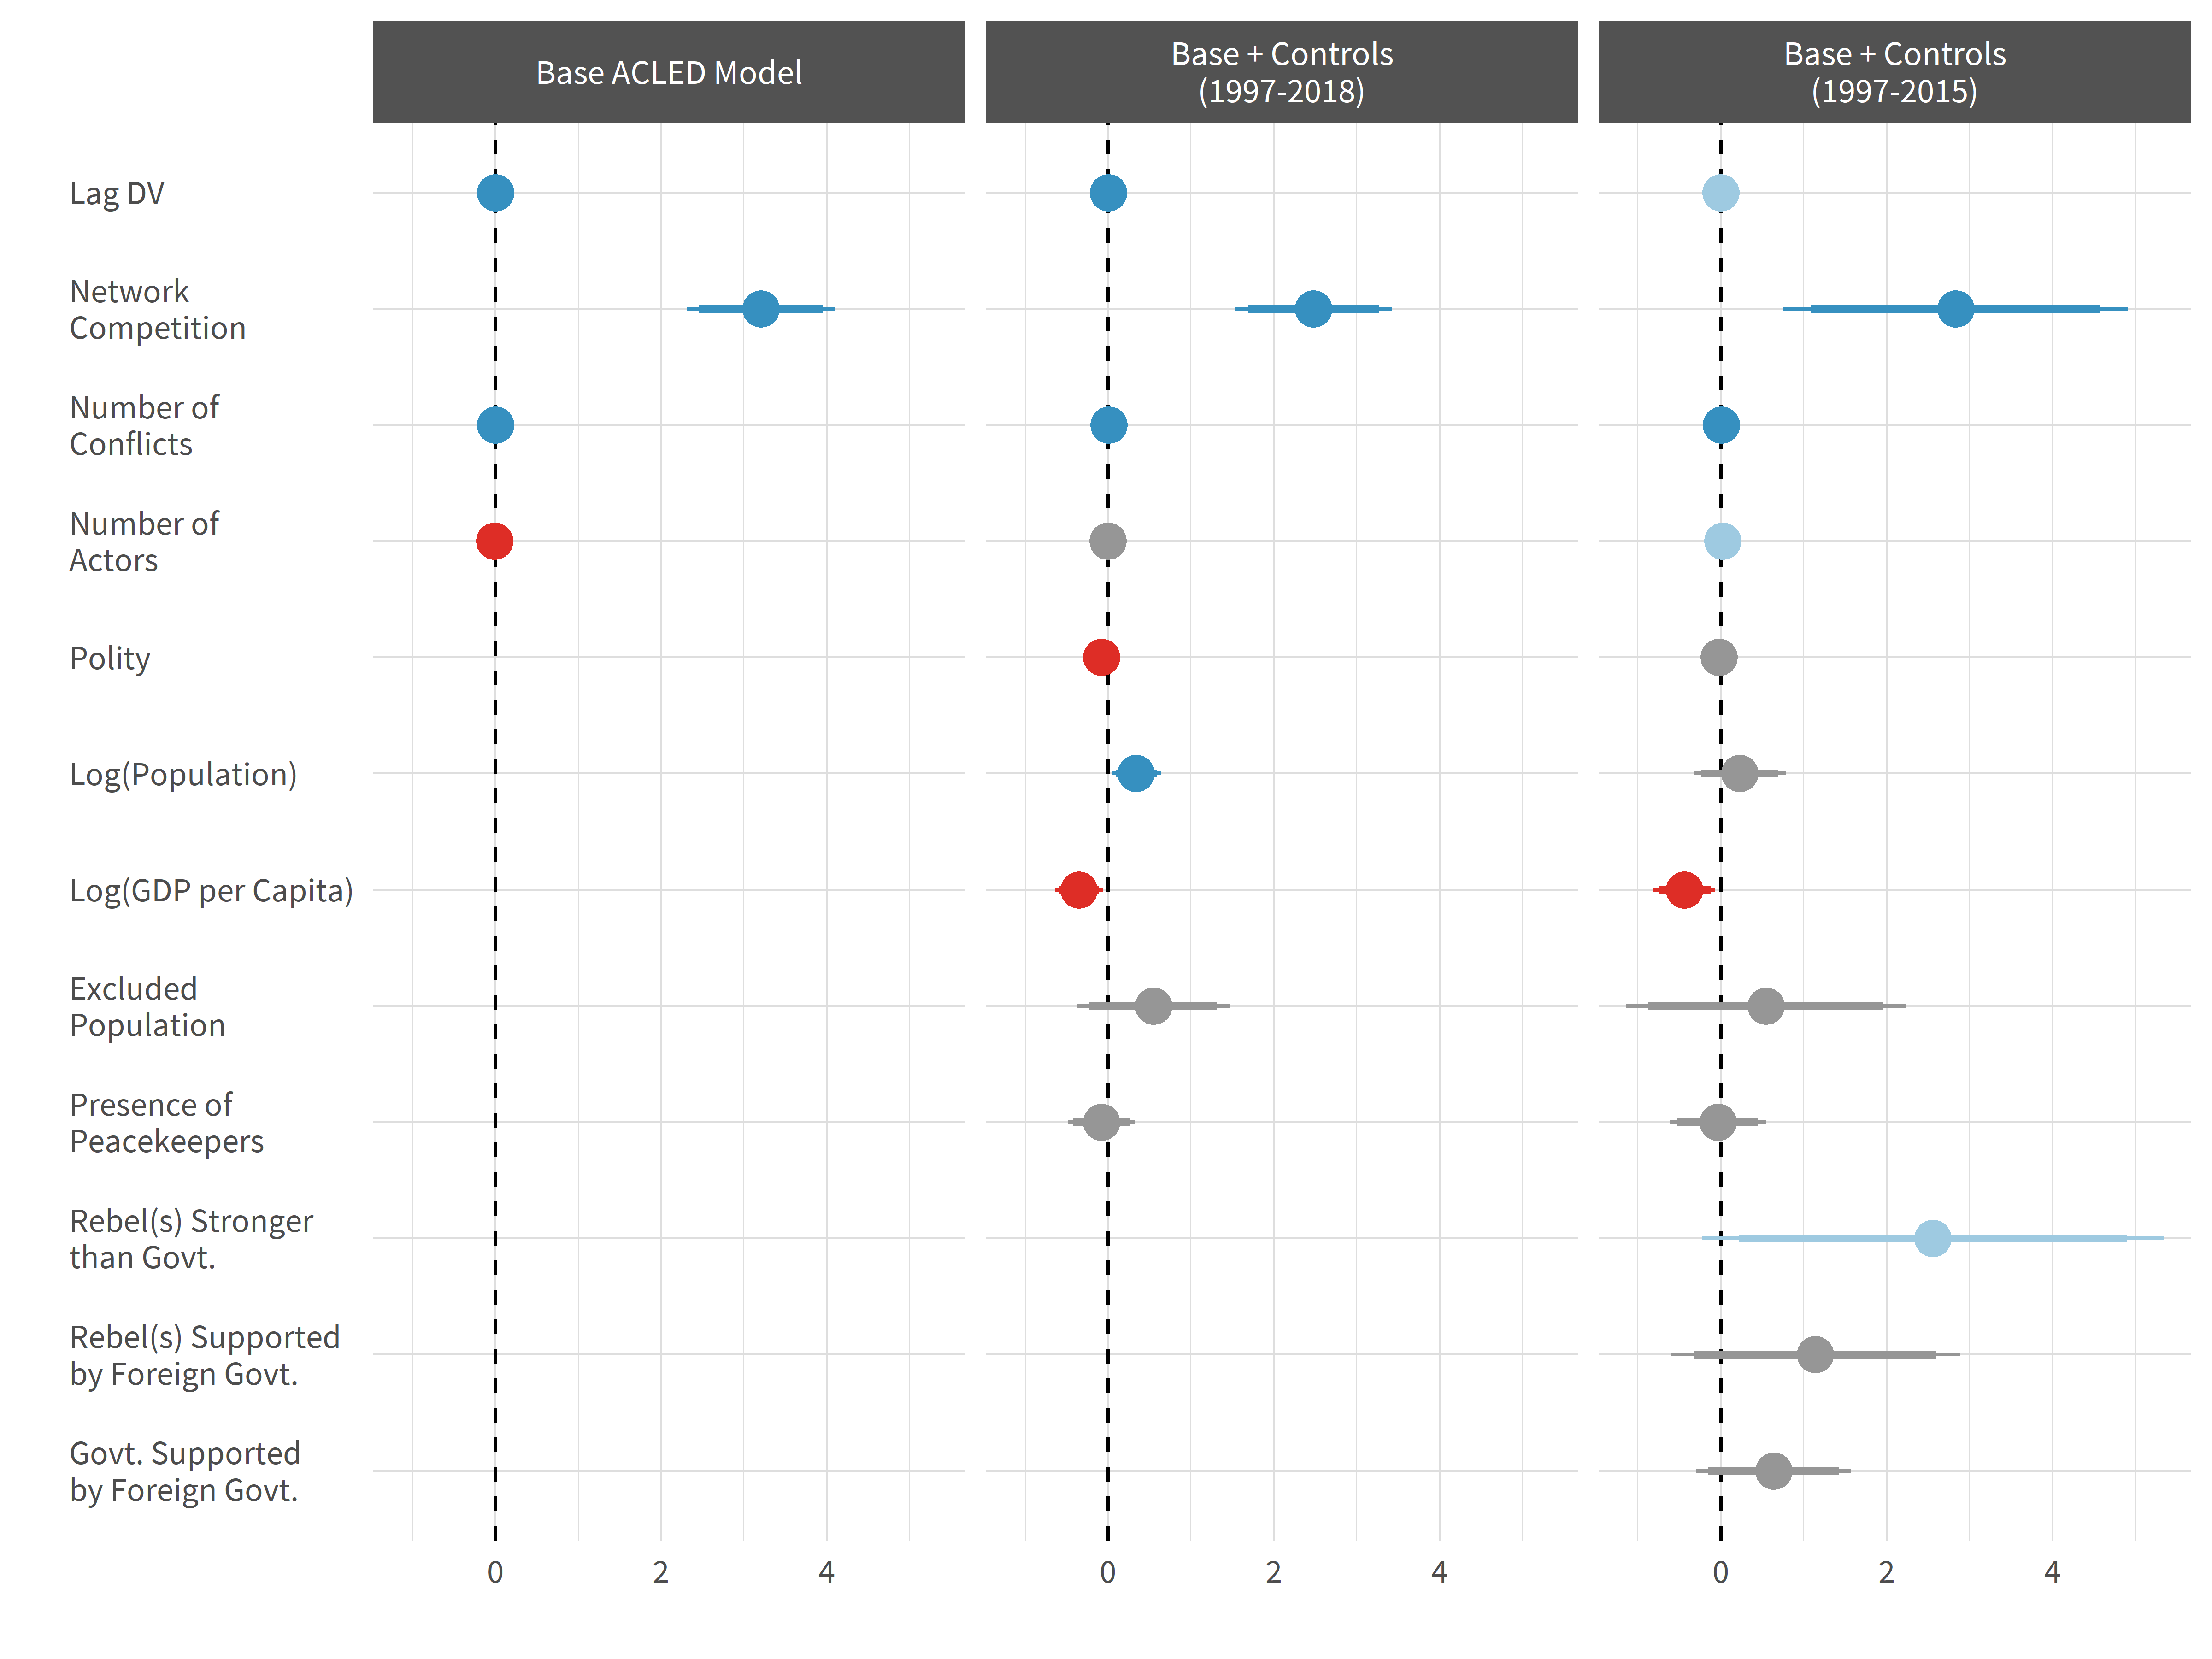 Base ACLED Model
Base + Controls
(1997-2018)
Base + Controls
(1997-2015)
Lag DV
Network
Competition
Number of
Conflicts
Number of
Actors
Polity
Log(Population)
Log(GDP per Capita)
Excluded
Population
Presence of
Peacekeepers
Rebel(s) Stronger
than Govt.
Rebel(s) Supported
by Foreign Govt.
Govt. Supported
by Foreign Govt.
0 2 4
0 2 4
0 2 4